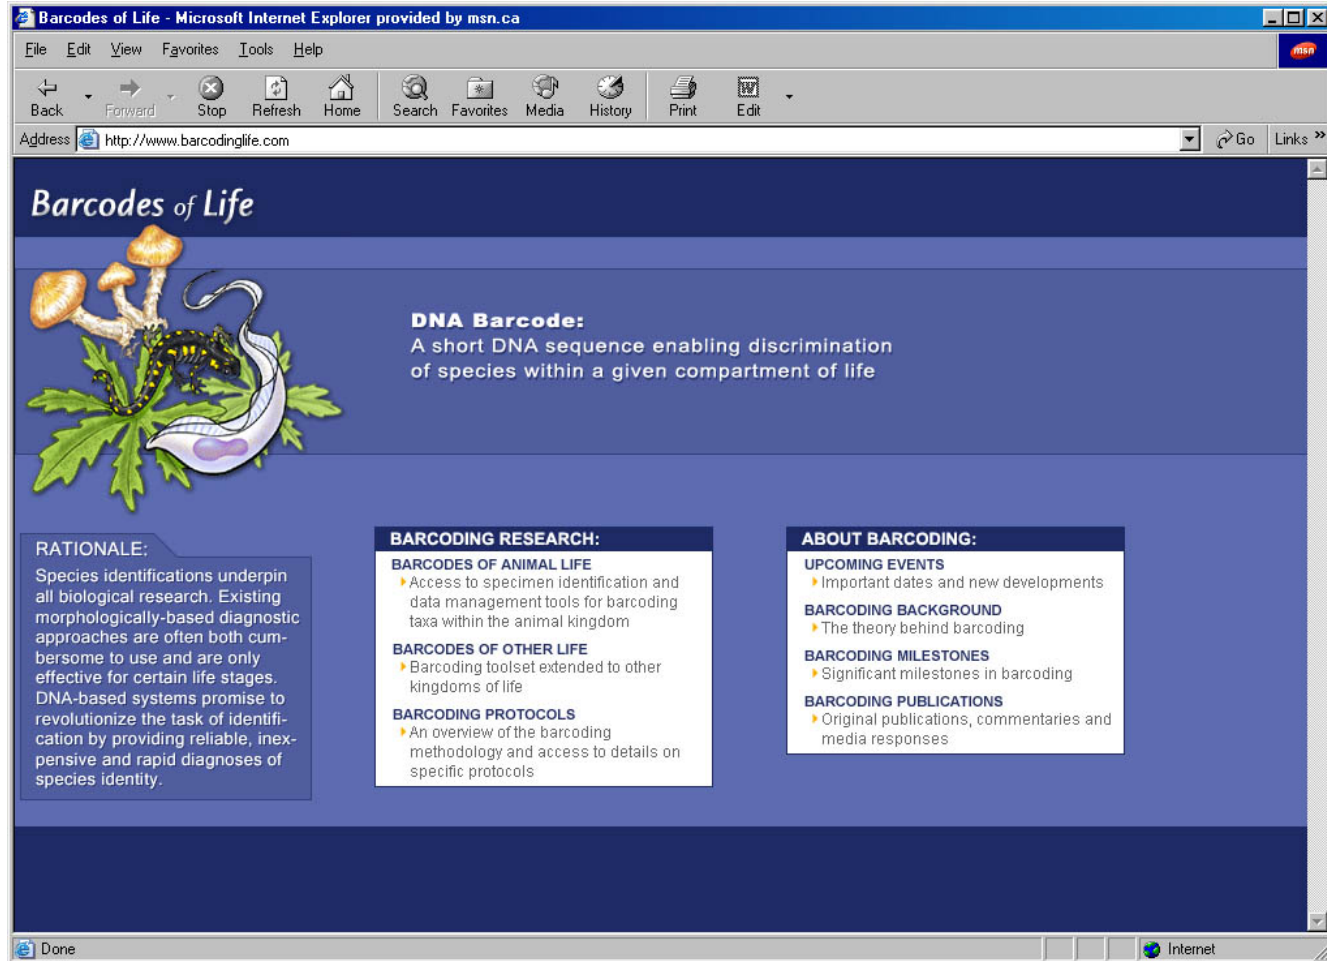 Barcodes of Life - Microsoft Internet Explorer provided by msn.ca
File Edit View Favorites Tools Help
msn
Back Forward Stop Refresh Home Search Favorites Media History Print Edit
Address http://www.barcodinglife.com Go Links »
Barcodes of Life
DNA Barcode:
A short DNA sequence enabling discrimination
of species within a given compartment of life
RATIONALE:
Species identifications underpin
all biological research. Existing
morphologically-based diagnostic
approaches are often both cum-
bersome to use and are only
effective for certain life stages.
DNA-based systems promise to
revolutionize the task of identifi-
cation by providing reliable, inex-
pensive and rapid diagnoses of
species identity.
BARCODING RESEARCH:
BARCODES OF ANIMAL LIFE
Access to specimen identification and
data management tools for barcoding
taxa within the animal kingdom
BARCODES OF OTHER LIFE
Barcoding toolset extended to other
kingdoms of life
BARCODING PROTOCOLS
An overview of the barcoding
methodology and access to details on
specific protocols
ABOUT BARCODING:
UPCOMING EVENTS
Important dates and new developments
BARCODING BACKGROUND
The theory behind barcoding
BARCODING MILESTONES
Significant milestones in barcoding
BARCODING PUBLICATIONS
Original publications, commentaries and
media responses
Done Internet